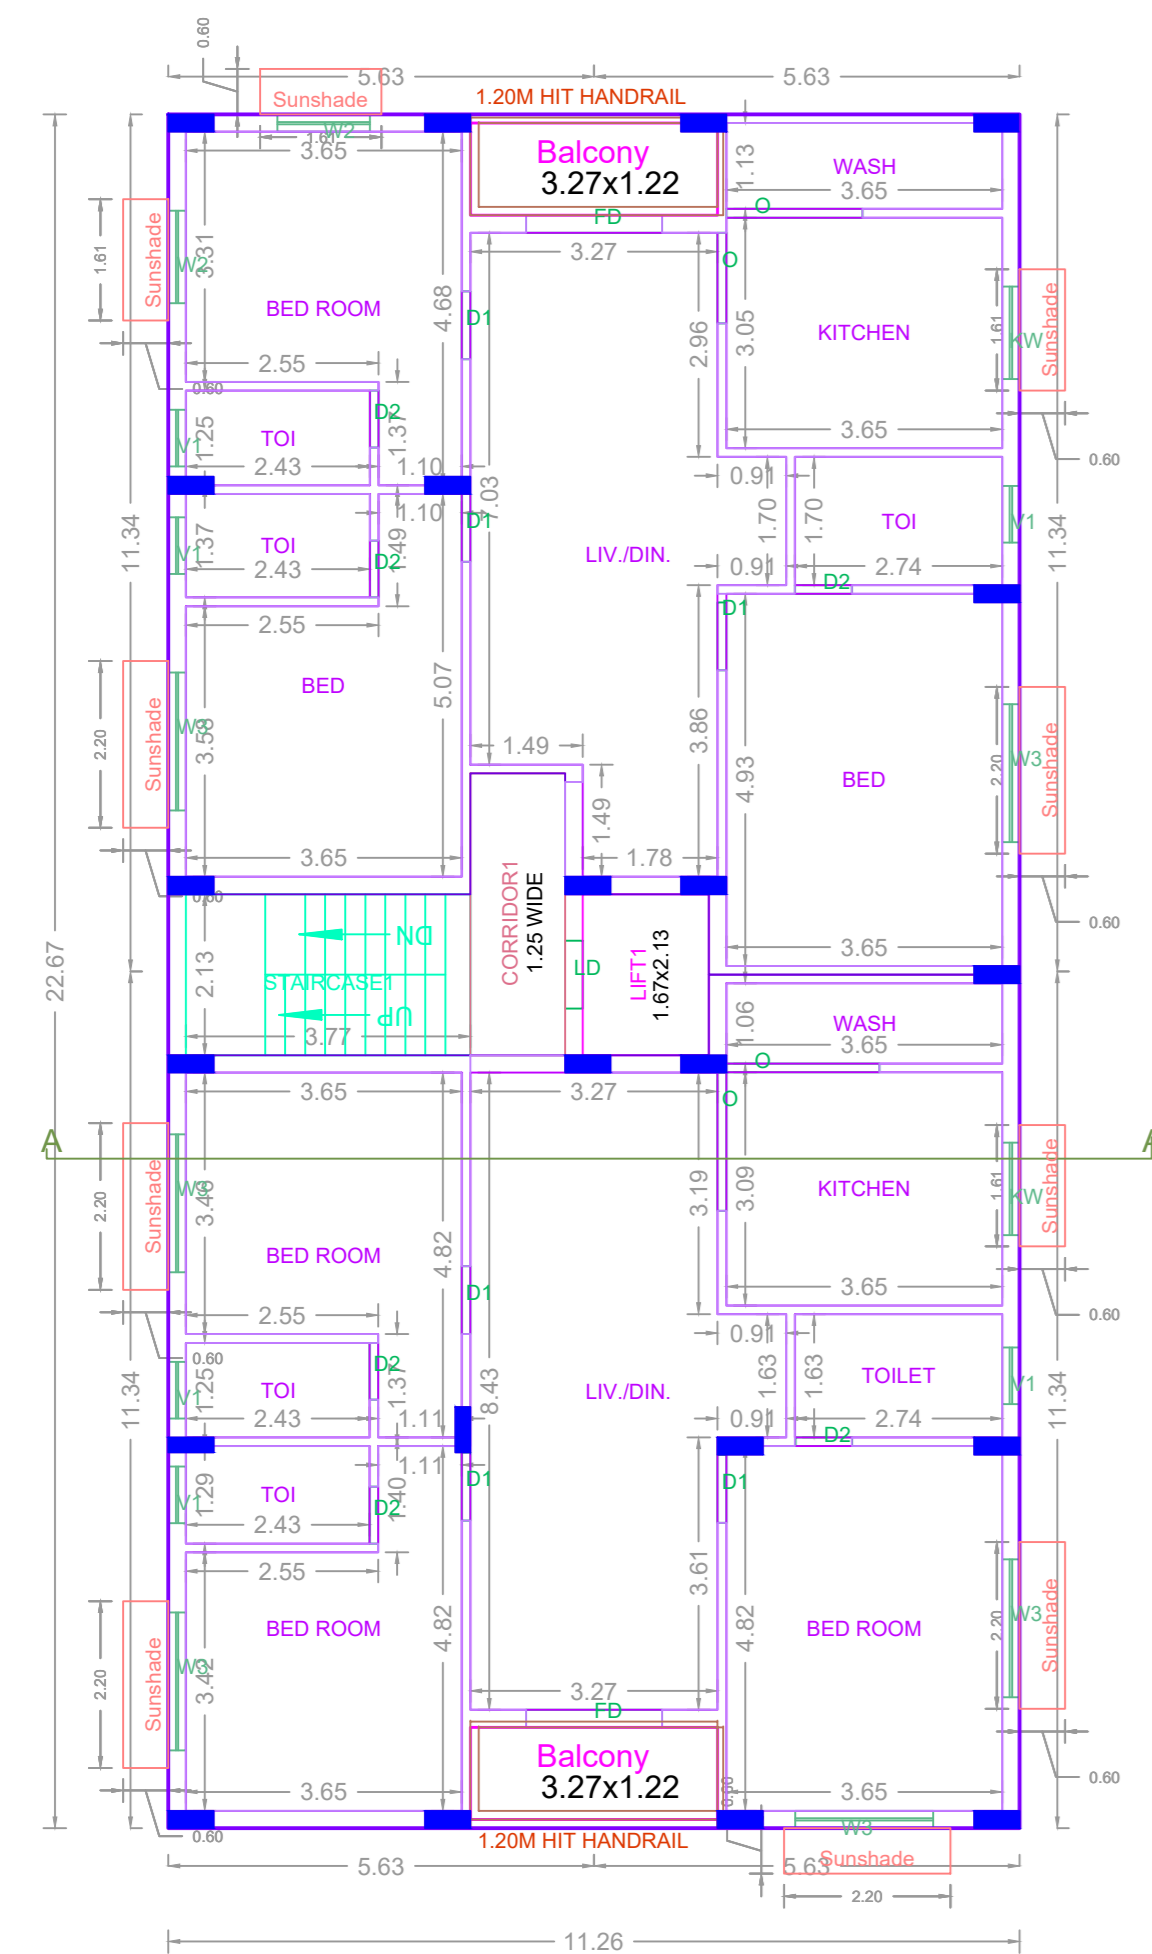 0.60
5.63
5.63
Sunshade
1.20M HIT HANDRAIL
W2
1.61
3.65
Balcony
3.27x1.22
1.13
WASH
3.65
O
FD
3.27
O
1.61
Sunshade
W2
3.31
BED ROOM
4.68
D1
2.96
3.05
KITCHEN
1.61
KW
Sunshade
2.55
0.60
D2
1.37
3.65
0.60
V1
1.25
TOI
2.43
1.10
0.91
7.03
1.10
D1
1.70
1.70
TOI
V1
11.34
V1
1.37
TOI
2.43
1.49
D2
LIV./DIN.
11.34
0.91
2.74
D2
D1
2.55
BED
5.07
3.86
2.20
Sunshade
W3
3.58
1.49
4.93
BED
2.20
W3
Sunshade
3.65
1.49
1.78
0.60
22.67
2.13
DN
STAIRCASE1
UP
3.77
CORRIDOR1
1.25 WIDE
LD
LIFT1
1.67x2.13
0.60
3.65
1.06
WASH
3.65
O
3.65
3.27
O
A
2.20
Sunshade
W3
BED ROOM
4.82
3.19
3.09
KITCHEN
1.61
KW
Sunshade
D1
3.65
2.55
0.60
0.60
D2
1.37
0.91
V1
1.25
TOI
2.43
1.11
8.43
LIV./DIN.
1.63
1.63
TOILET
V1
11.34
11.34
0.91
2.74
D2
1.11
D1
D1
V1
1.29
TOI
2.43
1.40
D2
2.55
BED ROOM
4.82
3.61
4.82
BED ROOM
2.20
Sunshade
W3
3.42
2.20
W3
Sunshade
3.27
FD
Balcony
3.27x1.22
3.65
3.65
0.60
0.60
1.20M HIT HANDRAIL
W3
Sunshade
5.63
5.63
2.20
11.26